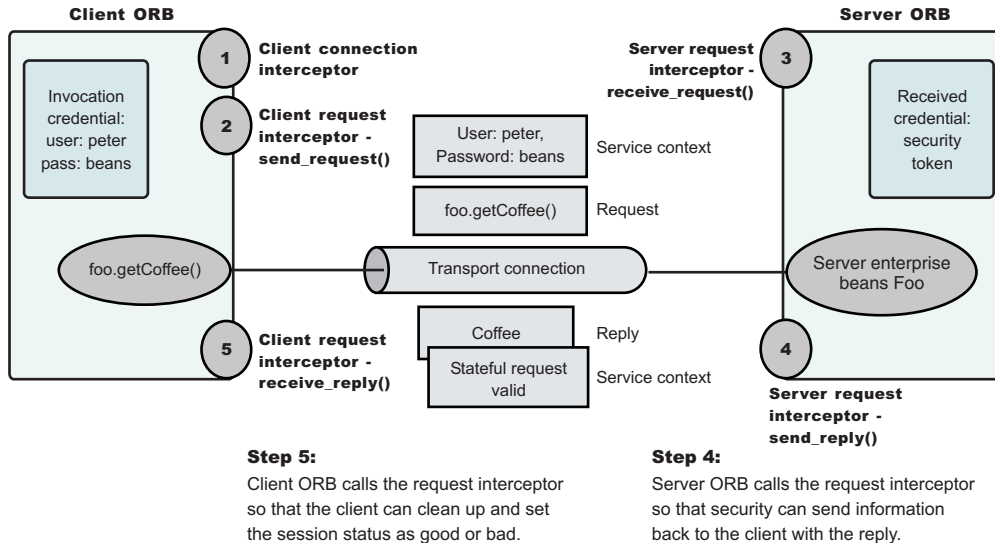 Client ORB
Server ORB
1
Client connection
interceptor
Server request
interceptor -
receive_request()
3
Invocation
credential:
user: peter
pass: beans
2
Client request
interceptor -
send_request()
User: peter,
Password: beans
Service context
Received
credential:
security
token
foo.getCoffee()
Request
foo.getCoffee()
Transport connection
Server enterprise
beans Foo
5
Client request
interceptor -
receive_reply()
Coffee
Reply
Stateful request
valid
Service context
4
Server request
interceptor -
send_reply()
Step 5:
Client ORB calls the request interceptor
so that the client can clean up and set
the session status as good or bad.
Step 4:
Server ORB calls the request interceptor
so that security can send information
back to the client with the reply.